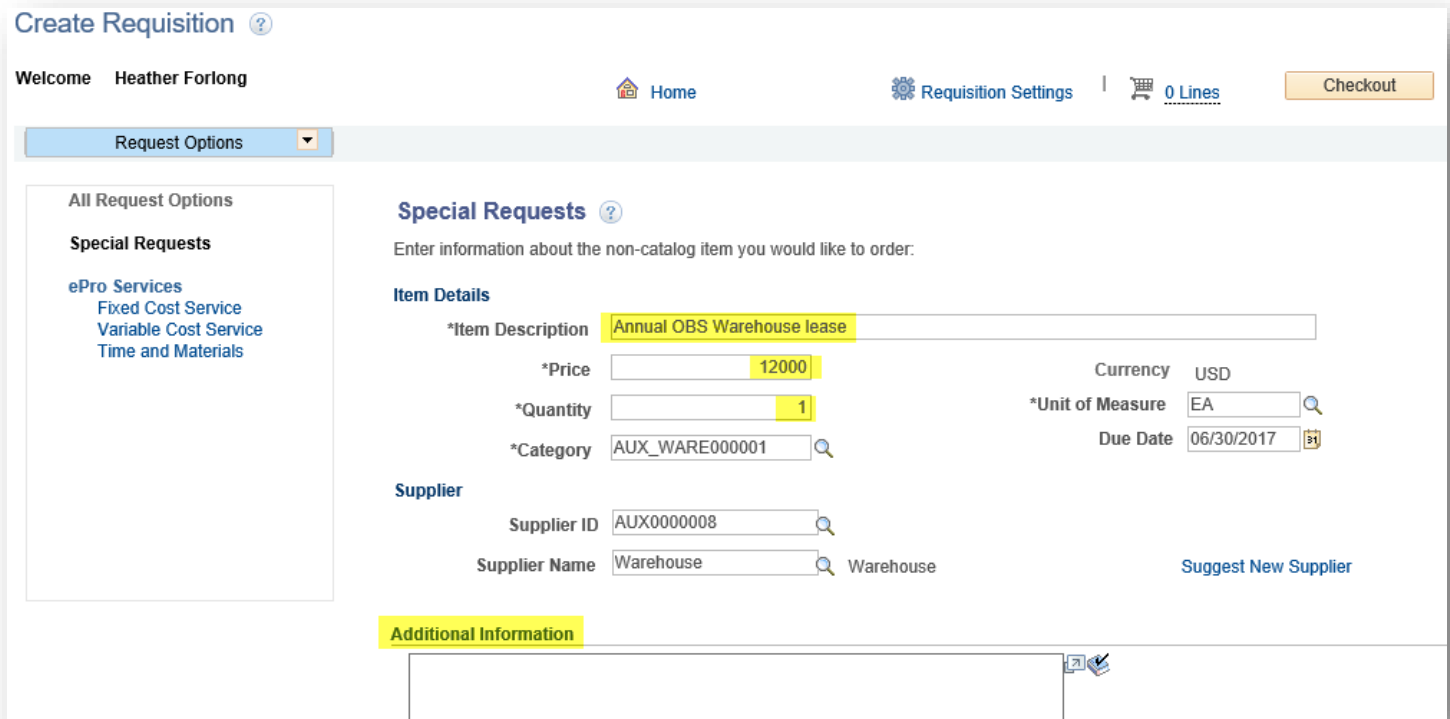 Create Requisition ?
Welcome Heather Forlong
Home
Requisition Settings | 0 Lines
Checkout
Request Options
All Request Options
Special Requests
ePro Services
Fixed Cost Service
Variable Cost Service
Time and Materials
Special Requests ?
Enter information about the non-catalog item you would like to order:
Item Details
*Item Description Annual OBS Warehouse lease
*Price 12000 Currency USD
*Quantity 1 *Unit of Measure EA
*Category AUX_WARE000001 Due Date 06/30/2017 31
Supplier
Supplier ID AUX0000008
Supplier Name Warehouse Warehouse Suggest New Supplier
Additional Information